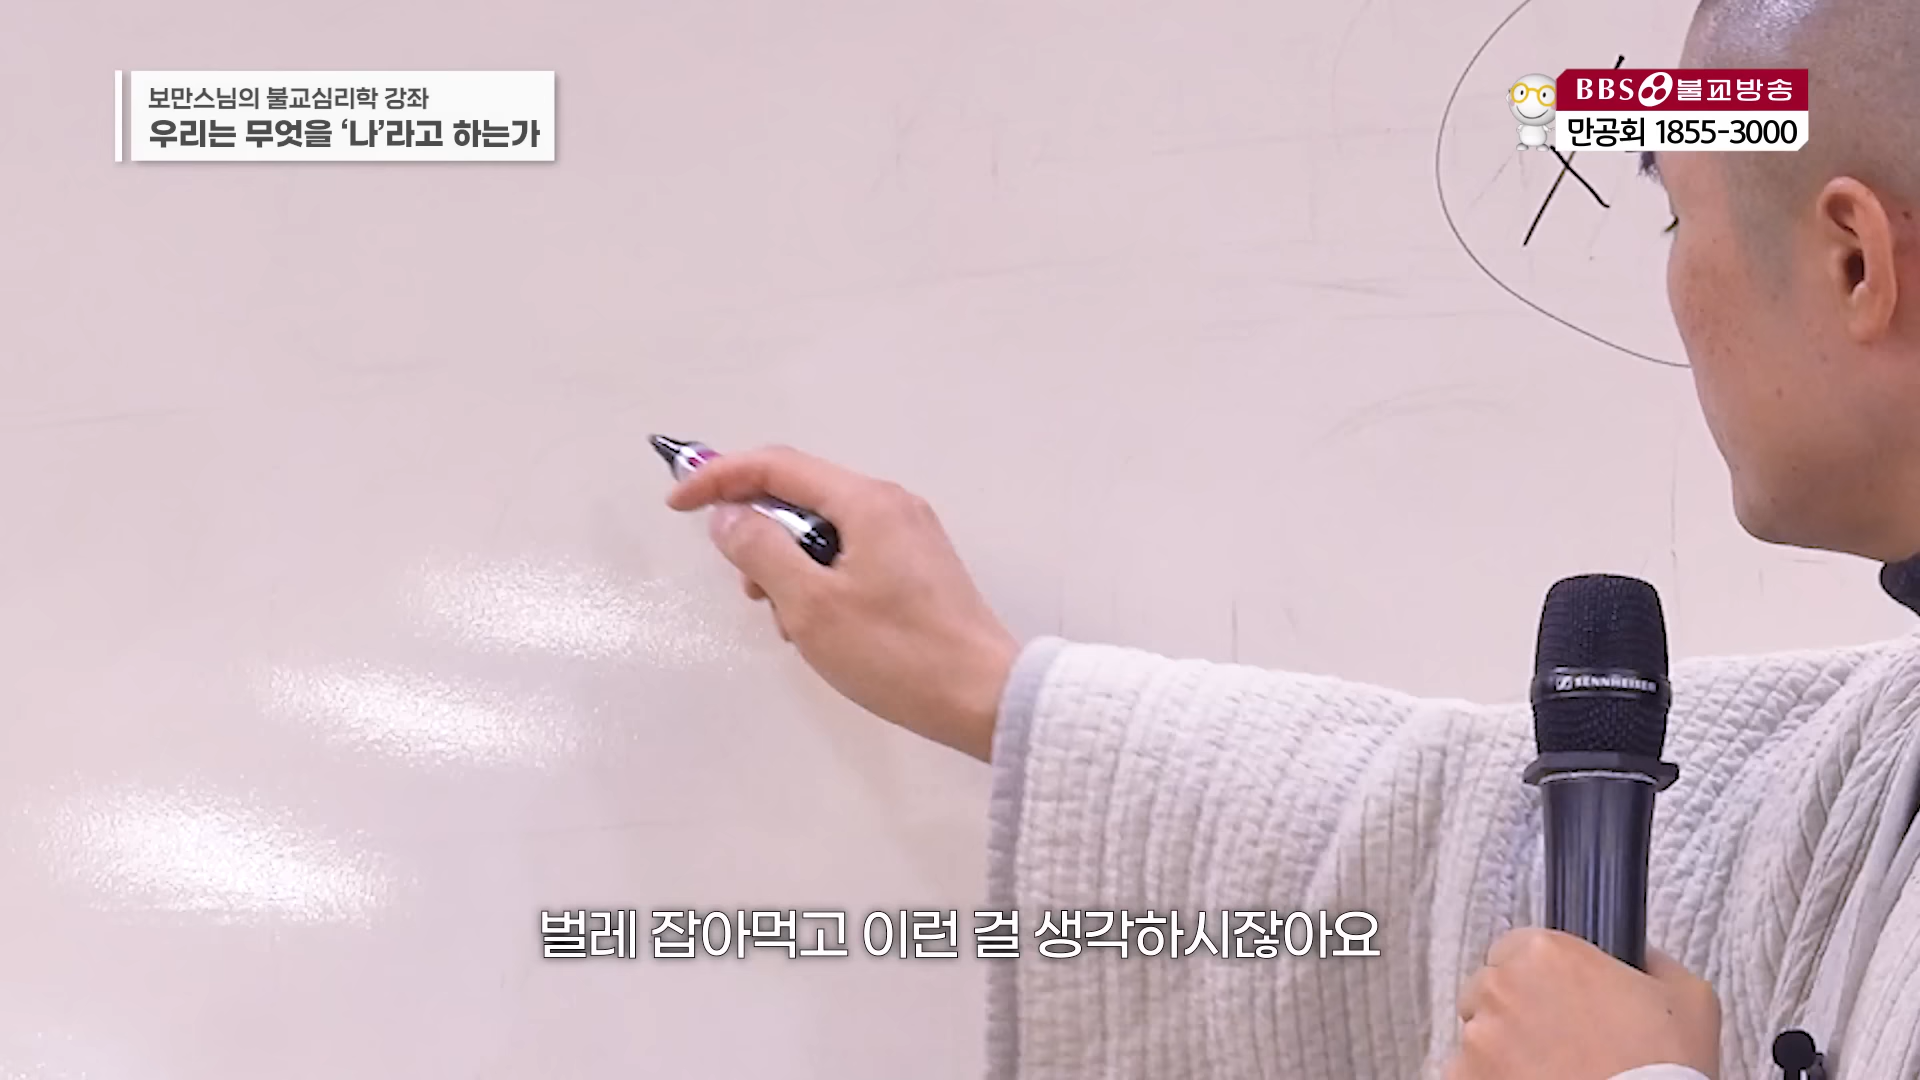 보만스님의 불교심리학 강좌
우리는 무엇을 ‘나’라고 하는가
BBS 불교방송
만공회 1855-3000
SENNHEISER
벌레 잡아먹고 이런 걸 생각하시잖아요